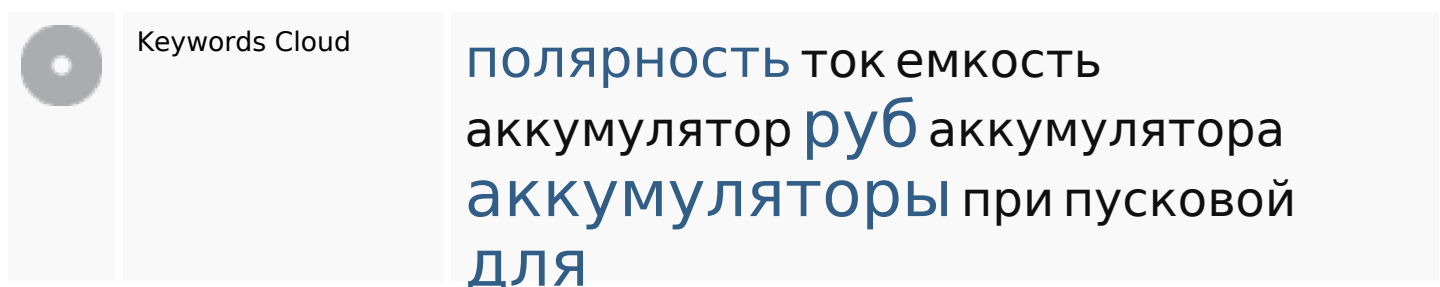 Keywords Cloud
полярность ток емкость
аккумулятор руб аккумулятора
аккумуляторы при пусковой
для